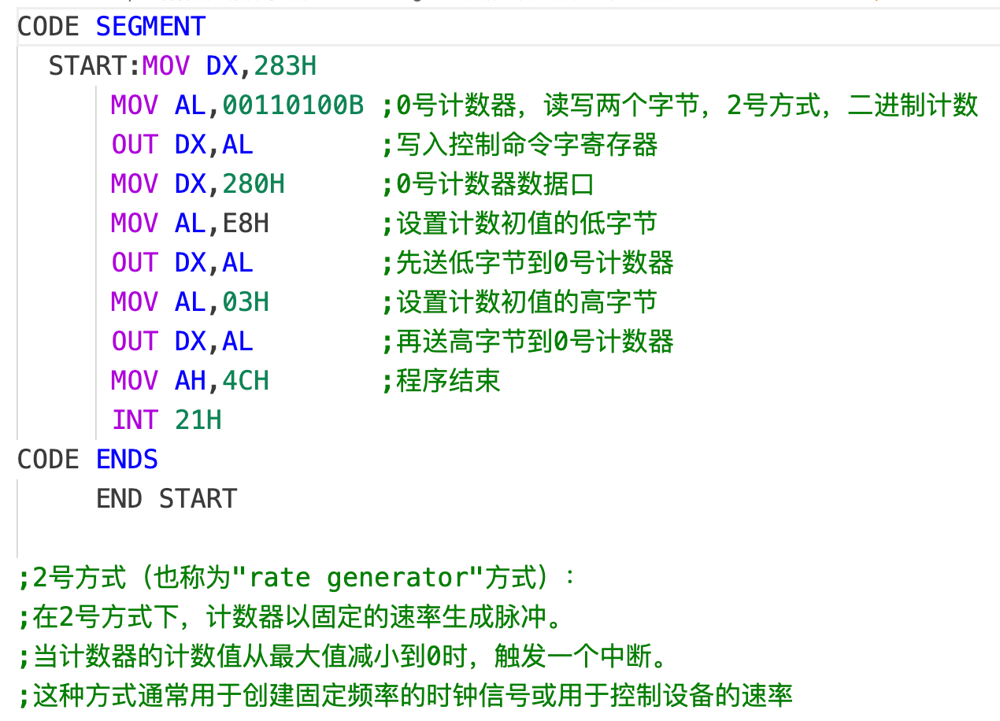 CODE SEGMENT
START:MOV DX,283H
MOV AL,00110100B ;0号计数器，读写两个字节，2号方式，二进制计数
OUT DX,AL ;写入控制命令字寄存器
MOV DX,280H ;0号计数器数据口
MOV AL,E8H ;设置计数初值的低字节
OUT DX,AL ;先送低字节到0号计数器
MOV AL,03H ;设置计数初值的高字节
OUT DX,AL ;再送高字节到0号计数器
MOV AH,4CH ;程序结束
INT 21H
CODE ENDS
END START
;2号方式（也称为"rate generator"方式）：
;在2号方式下，计数器以固定的速率生成脉冲。
;当计数器的计数值从最大值减小到0时，触发一个中断。
;这种方式通常用于创建固定频率的时钟信号或用于控制设备的速率